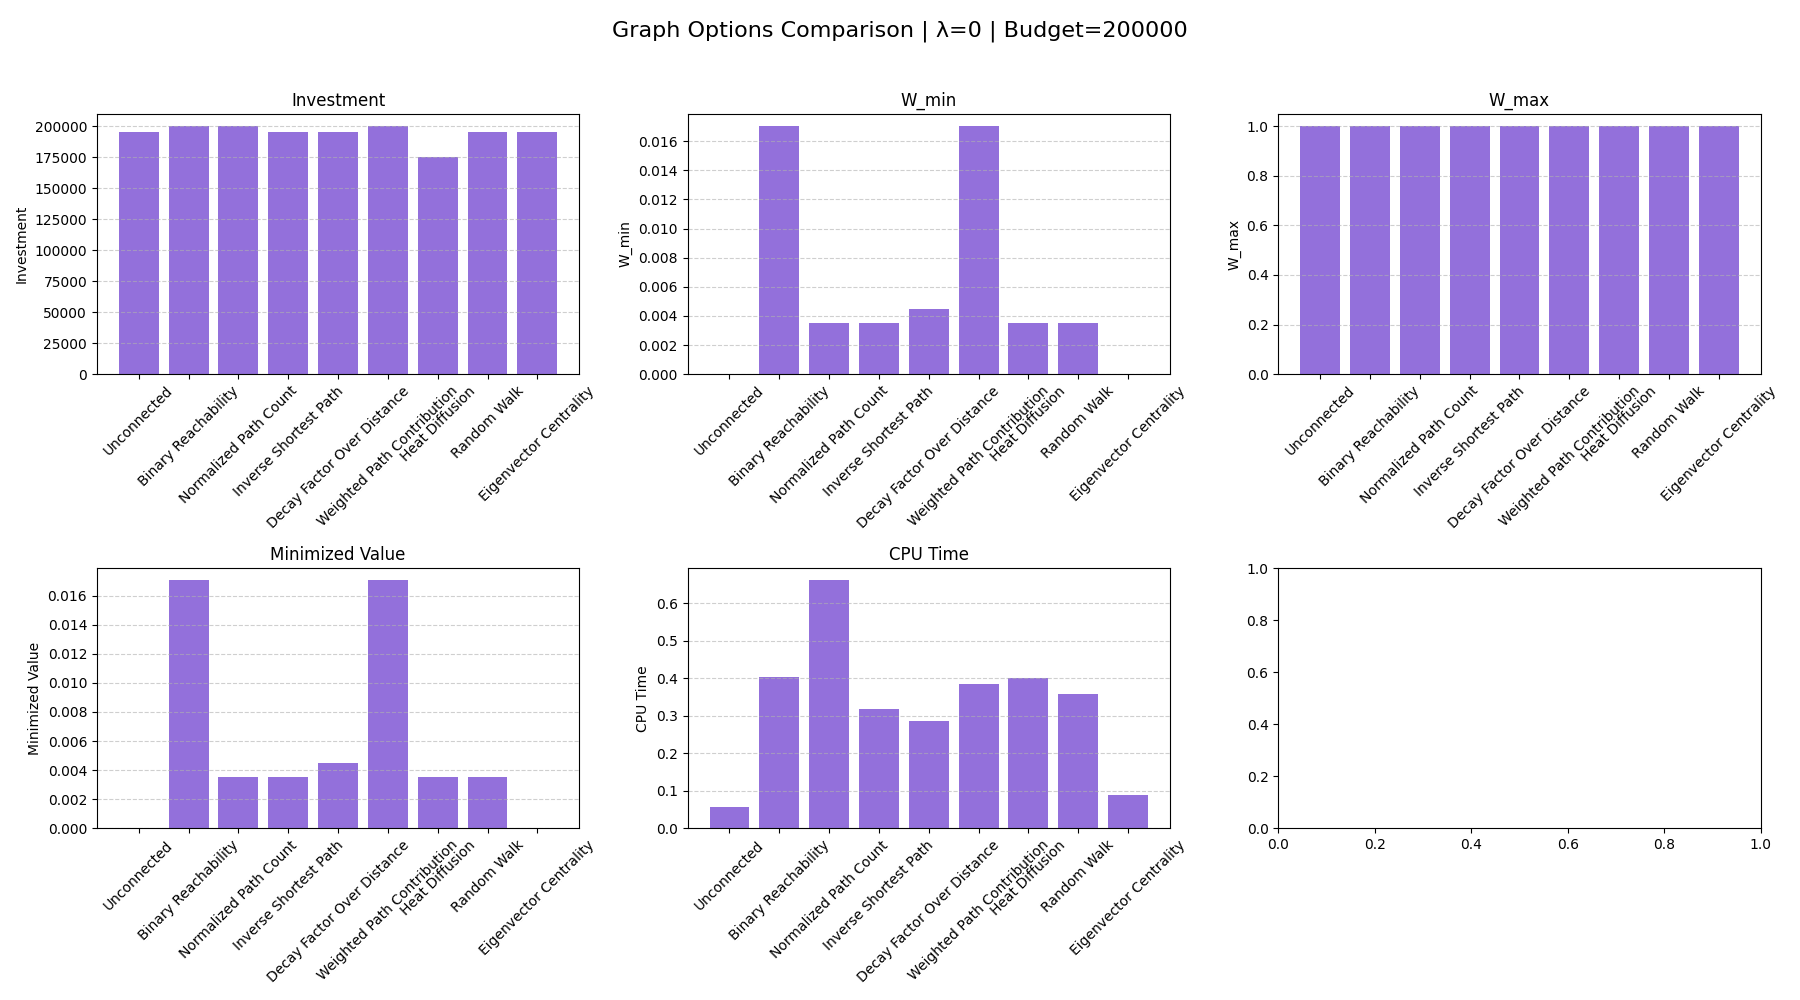 Graph Options Comparison | λ=0 | Budget=200000
Investment
Investment
200000
175000
150000
125000
100000
75000
50000
25000
0
Unconnected
Binary Reachability
Normalized Path Count
Inverse Shortest Path
Decay Factor Over Distance
Weighted Path Contribution
Heat Diffusion
Random Walk
Eigenvector Centrality
W_min
W_min
0.016
0.014
0.012
0.010
0.008
0.006
0.004
0.002
0.000
Unconnected
Binary Reachability
Normalized Path Count
Inverse Shortest Path
Decay Factor Over Distance
Weighted Path Contribution
Heat Diffusion
Random Walk
Eigenvector Centrality
W_max
W_max
1.0
0.8
0.6
0.4
0.2
0.0
Unconnected
Binary Reachability
Normalized Path Count
Inverse Shortest Path
Decay Factor Over Distance
Weighted Path Contribution
Heat Diffusion
Random Walk
Eigenvector Centrality
Minimized Value
Minimized Value
0.016
0.014
0.012
0.010
0.008
0.006
0.004
0.002
0.000
Unconnected
Binary Reachability
Normalized Path Count
Inverse Shortest Path
Decay Factor Over Distance
Weighted Path Contribution
Heat Diffusion
Random Walk
Eigenvector Centrality
CPU Time
CPU Time
0.6
0.5
0.4
0.3
0.2
0.1
0.0
Unconnected
Binary Reachability
Normalized Path Count
Inverse Shortest Path
Decay Factor Over Distance
Weighted Path Contribution
Heat Diffusion
Random Walk
Eigenvector Centrality
1.0
0.8
0.6
0.4
0.2
0.0
0.0 0.2 0.4 0.6 0.8 1.0